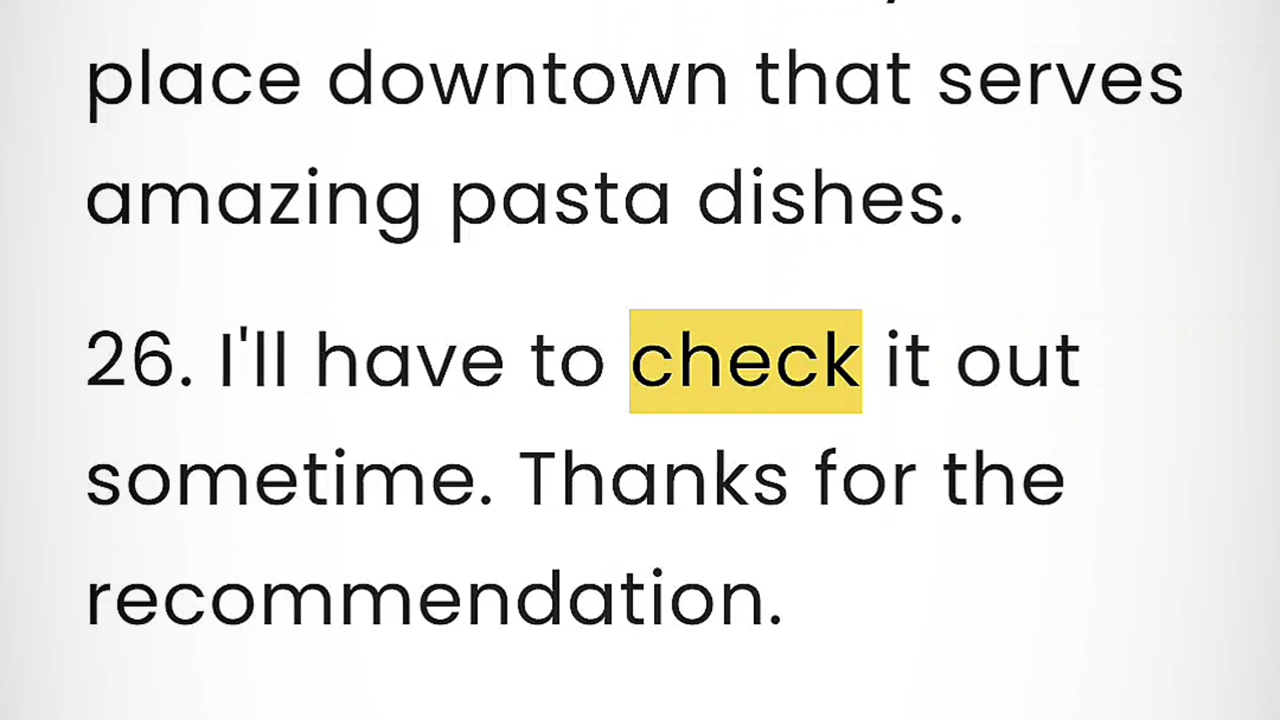 place downtown that serves
amazing pasta dishes.
26. I'll have to check it out
sometime. Thanks for the
recommendation.